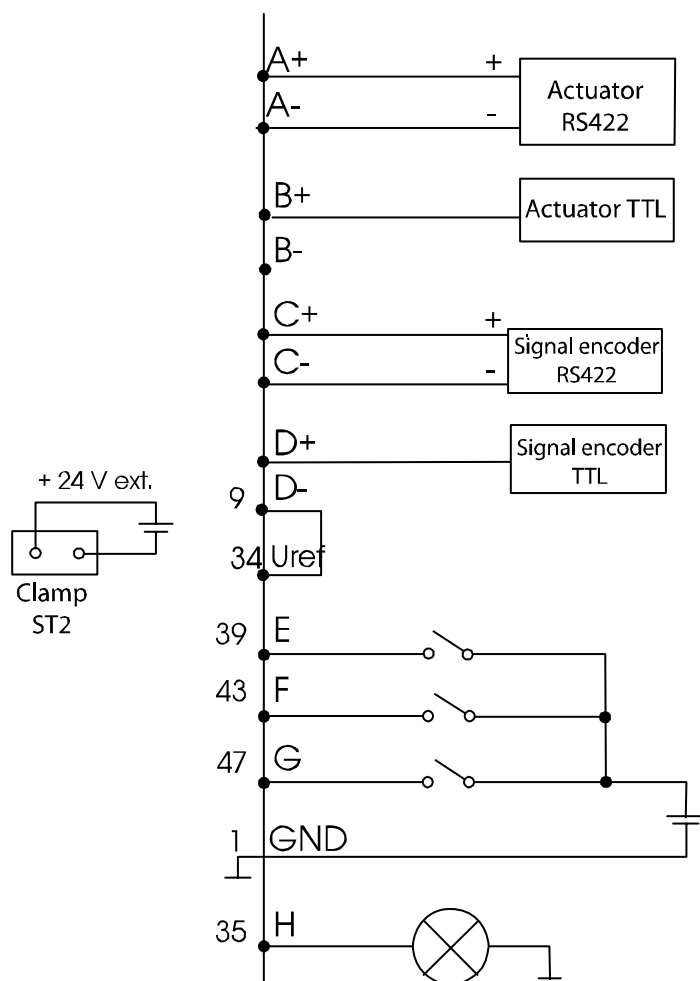 A+
+
Actuator
RS422
A-
-
B+
Actuator TTL
B-
C+
+
Signal encoder
RS422
C-
-
D+
Signal encoder
TTL
+ 24 V ext.
9
D-
34
Uref
Clamp
ST2
39
E
43
F
47
G
1
GND
35
H